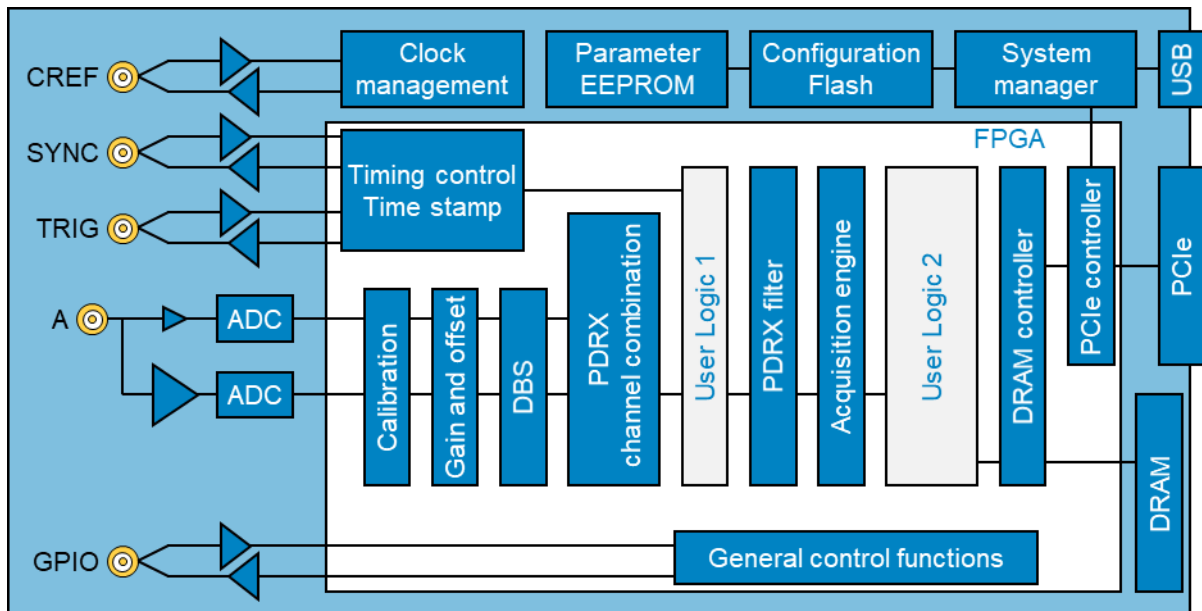 CREF
Clock
management
Parameter
EEPROM
Configuration
Flash
System
manager
USB
SYNC
TRIG
Timing control
Time stamp
FPGA
A
ADC
ADC
Calibration
Gain and offset
DBS
PDRX
channel combination
User Logic 1
PDRX filter
Acquisition engine
User Logic 2
DRAM controller
PCIe controller
PCIe
DRAM
GPIO
General control functions